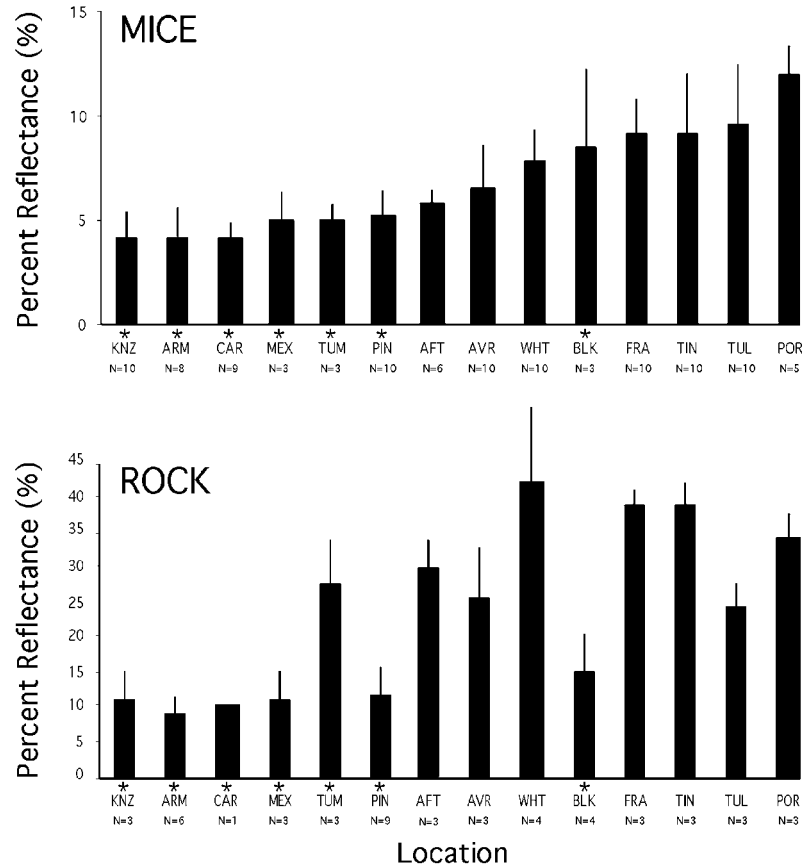 MICE
Percent Reflectance (%)
15
10
5
0
* * * * * * *
KNZ ARM CAR MEX TUM PIN AFT AVR WHT BLK FRA TIN TUL POR
N=10 N=8 N=9 N=3 N=3 N=10 N=6 N=10 N=10 N=3 N=10 N=10 N=10 N=5
ROCK
Percent Reflectance (%)
45
40
35
30
25
20
15
10
5
0
* * * * * * *
KNZ ARM CAR MEX TUM PIN AFT AVR WHT BLK FRA TIN TUL POR
N=3 N=6 N=1 N=3 N=3 N=9 N=3 N=3 N=4 N=4 N=3 N=3 N=3 N=3
Location